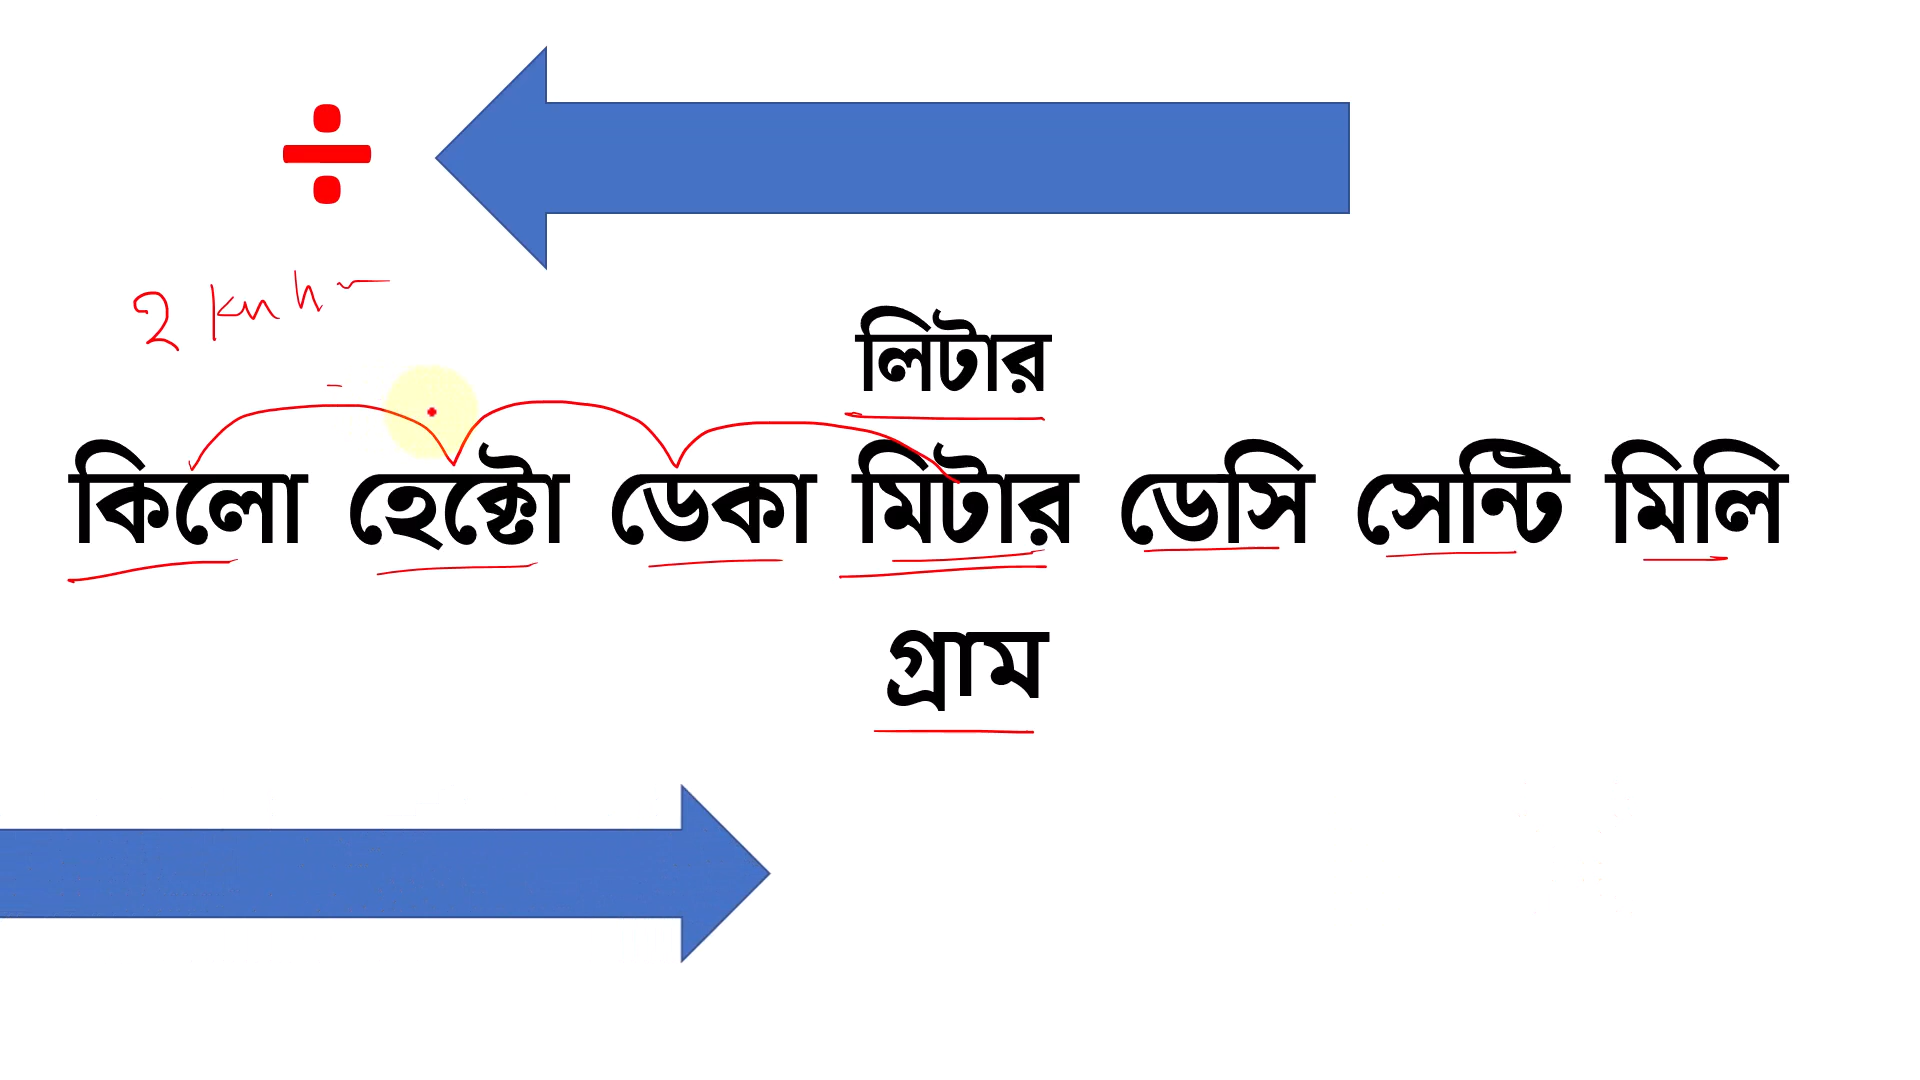 ÷
লিটার
কিলো হেক্টো ডেকা মিটার ডেসি সেন্টি মিলি
গ্রাম